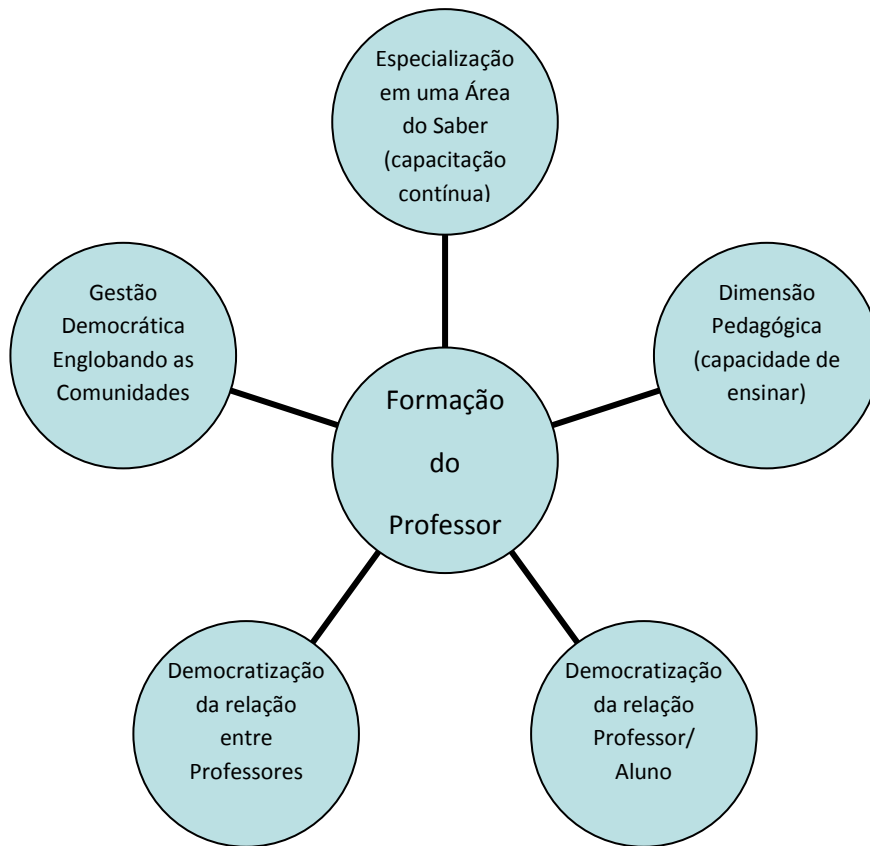 Especialização
em uma Área
do Saber
(capacitação
contínua)
Gestão
Democrática
Englobando as
Comunidades
Dimensão
Pedagógica
(capacidade de
ensinar)
Formação
do
Professor
Democratização
da relação
entre
Professores
Democratização
da relação
Professor/
Aluno